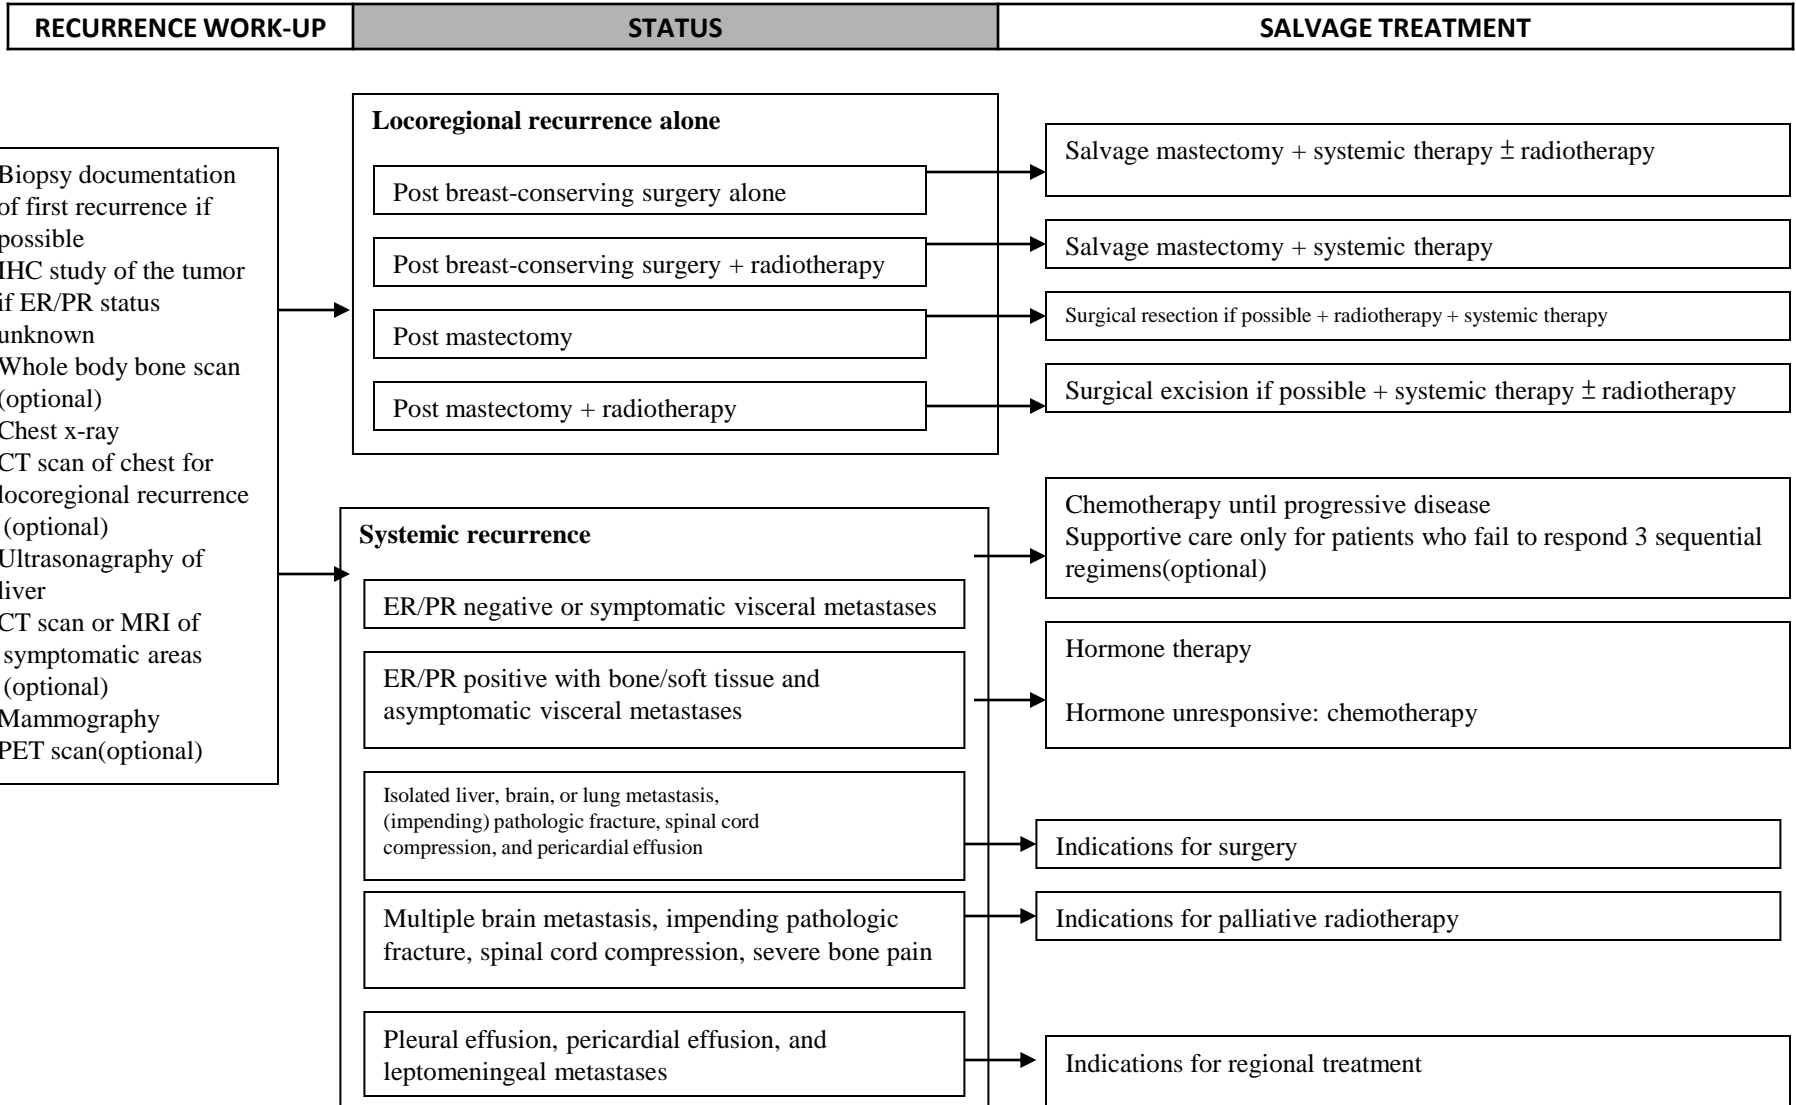 RECURRENCE WORK-UP
STATUS
SALVAGE TREATMENT
Biopsy documentation
of first recurrence if
possible
IHC study of the tumor
if ER/PR status
unknown
Whole body bone scan
(optional)
Chest x-ray
CT scan of chest for
locoregional recurrence
(optional)
Ultrasonagraphy of
liver
CT scan or MRI of
symptomatic areas
(optional)
Mammography
PET scan(optional)
Locoregional recurrence alone
Post breast-conserving surgery alone
Post breast-conserving surgery + radiotherapy
Post mastectomy
Post mastectomy + radiotherapy
Salvage mastectomy + systemic therapy ± radiotherapy
Salvage mastectomy + systemic therapy
Surgical resection if possible + radiotherapy + systemic therapy
Surgical excision if possible + systemic therapy ± radiotherapy
Systemic recurrence
ER/PR negative or symptomatic visceral metastases
ER/PR positive with bone/soft tissue and
asymptomatic visceral metastases
Isolated liver, brain, or lung metastasis,
(impending) pathologic fracture, spinal cord
compression, and pericardial effusion
Multiple brain metastasis, impending pathologic
fracture, spinal cord compression, severe bone pain
Pleural effusion, pericardial effusion, and
leptomeningeal metastases
Chemotherapy until progressive disease
Supportive care only for patients who fail to respond 3 sequential
regimens(optional)
Hormone therapy
Hormone unresponsive: chemotherapy
Indications for surgery
Indications for palliative radiotherapy
Indications for regional treatment